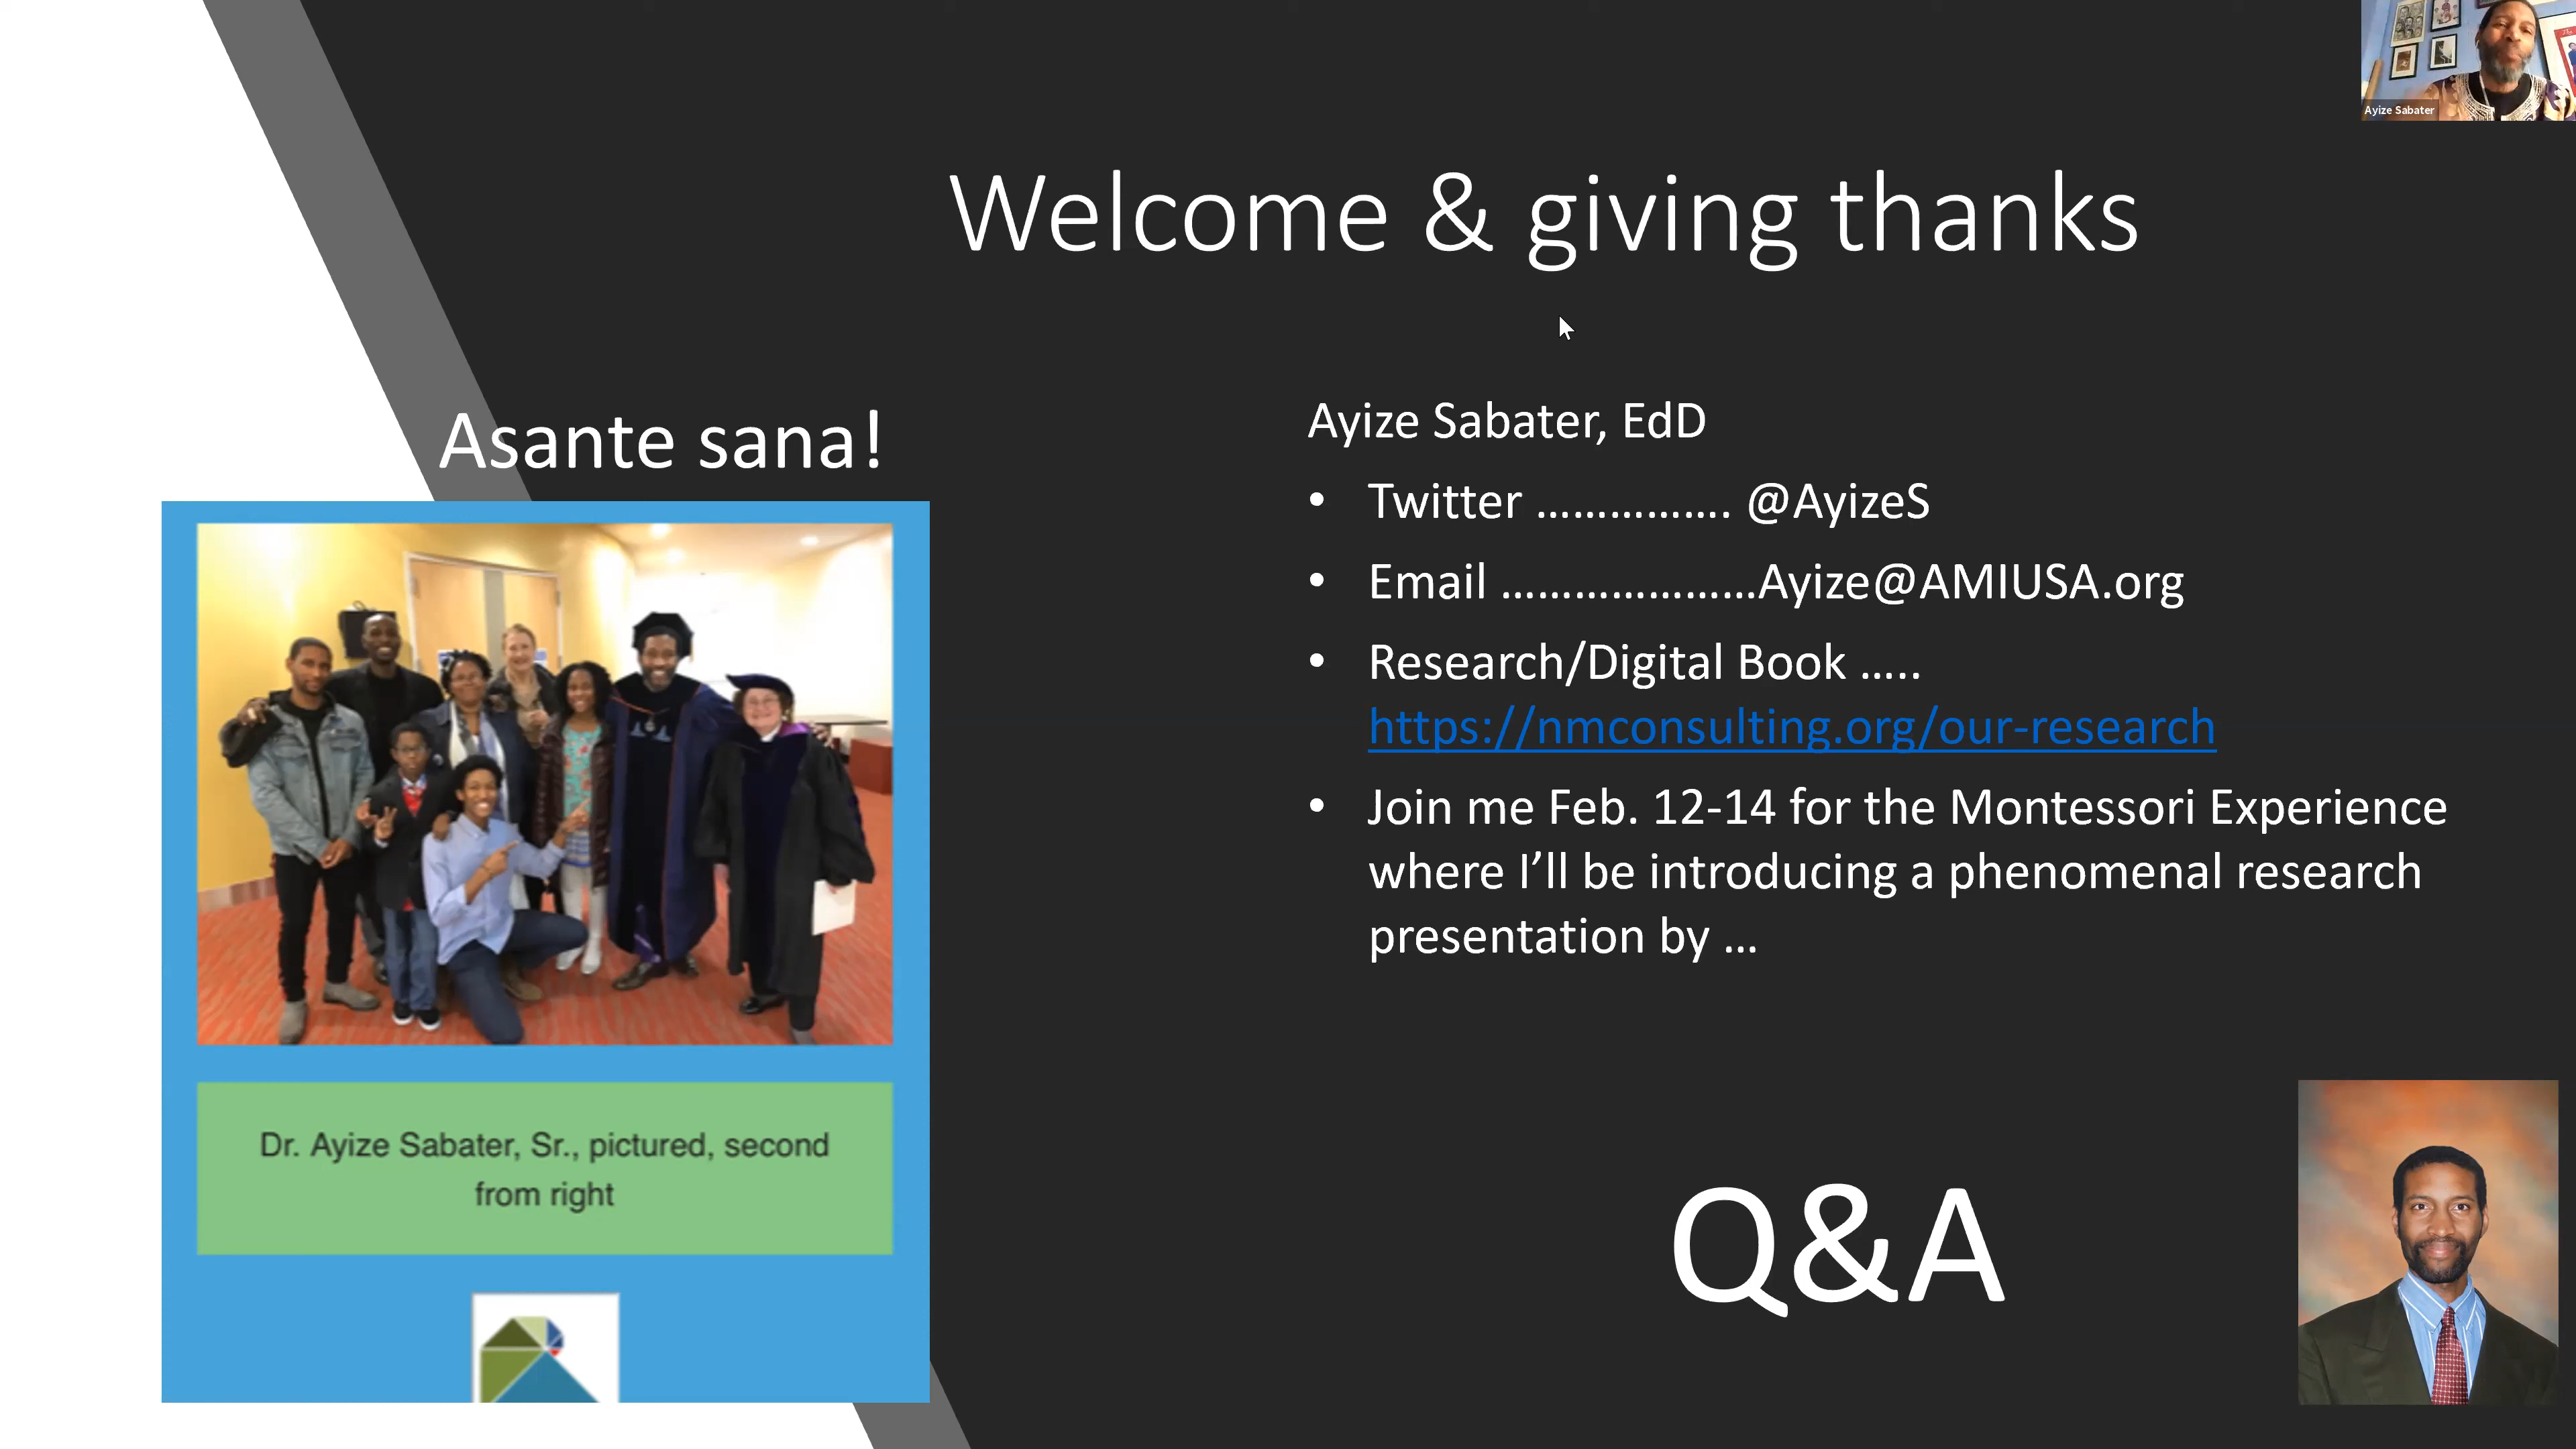 Ayize Sabater
Welcome & giving thanks
Asante sana!
Dr. Ayize Sabater, Sr., pictured, second
from right
Ayize Sabater, EdD
• Twitter ................ @AyizeS
• Email .....................Ayize@AMIUSA.org
• Research/Digital Book .....
https://nmconsulting.org/our-research
• Join me Feb. 12-14 for the Montessori Experience
where I’ll be introducing a phenomenal research
presentation by ...
Q&A